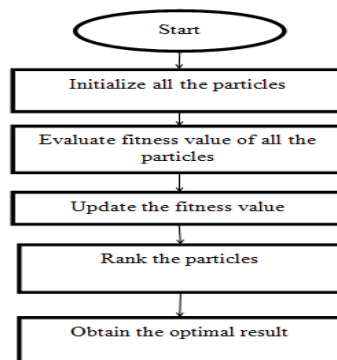 Start
Initialize all the particles
Evaluate fitness value of all the
particles
Update the fitness value
Rank the particles
Obtain the optimal result